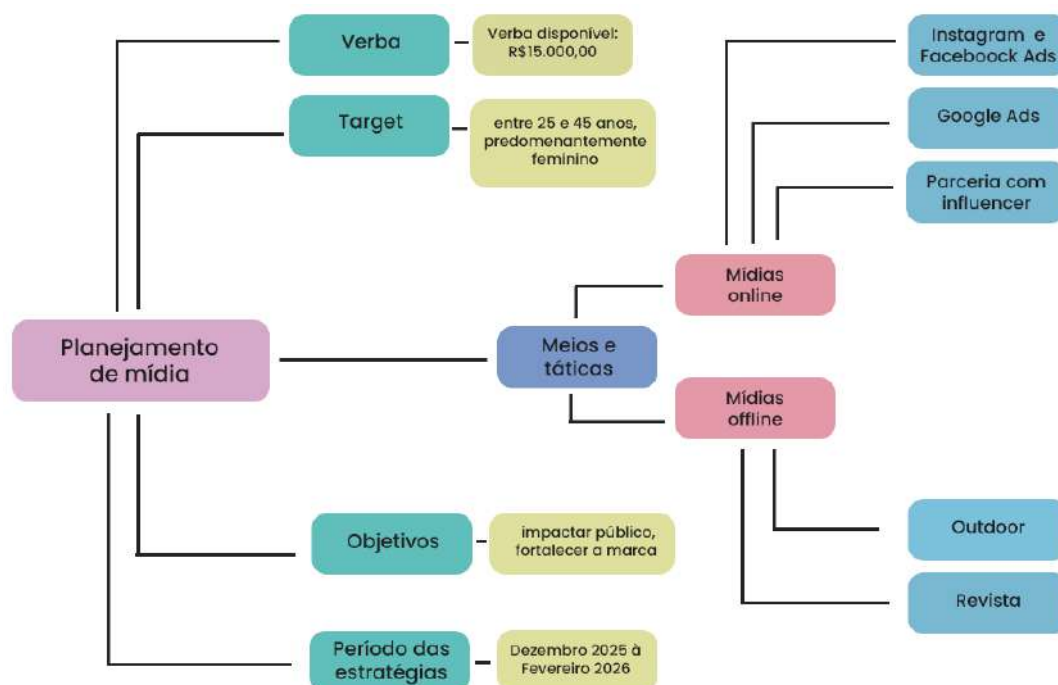 Verba
Verba disponível:
R$15.000,00
Target
entre 25 e 45 anos,
predomenantemente
feminino
Planejamento
de mídia
Meios e
táticas
Mídias
online
Instagram e
Faceboock Ads
Google Ads
Parceria com
influencer
Mídias
offline
Outdoor
Revista
Objetivos
impactar público,
fortalecer a marca
Período das
estratégias
Dezembro 2025 à
Fevereiro 2026